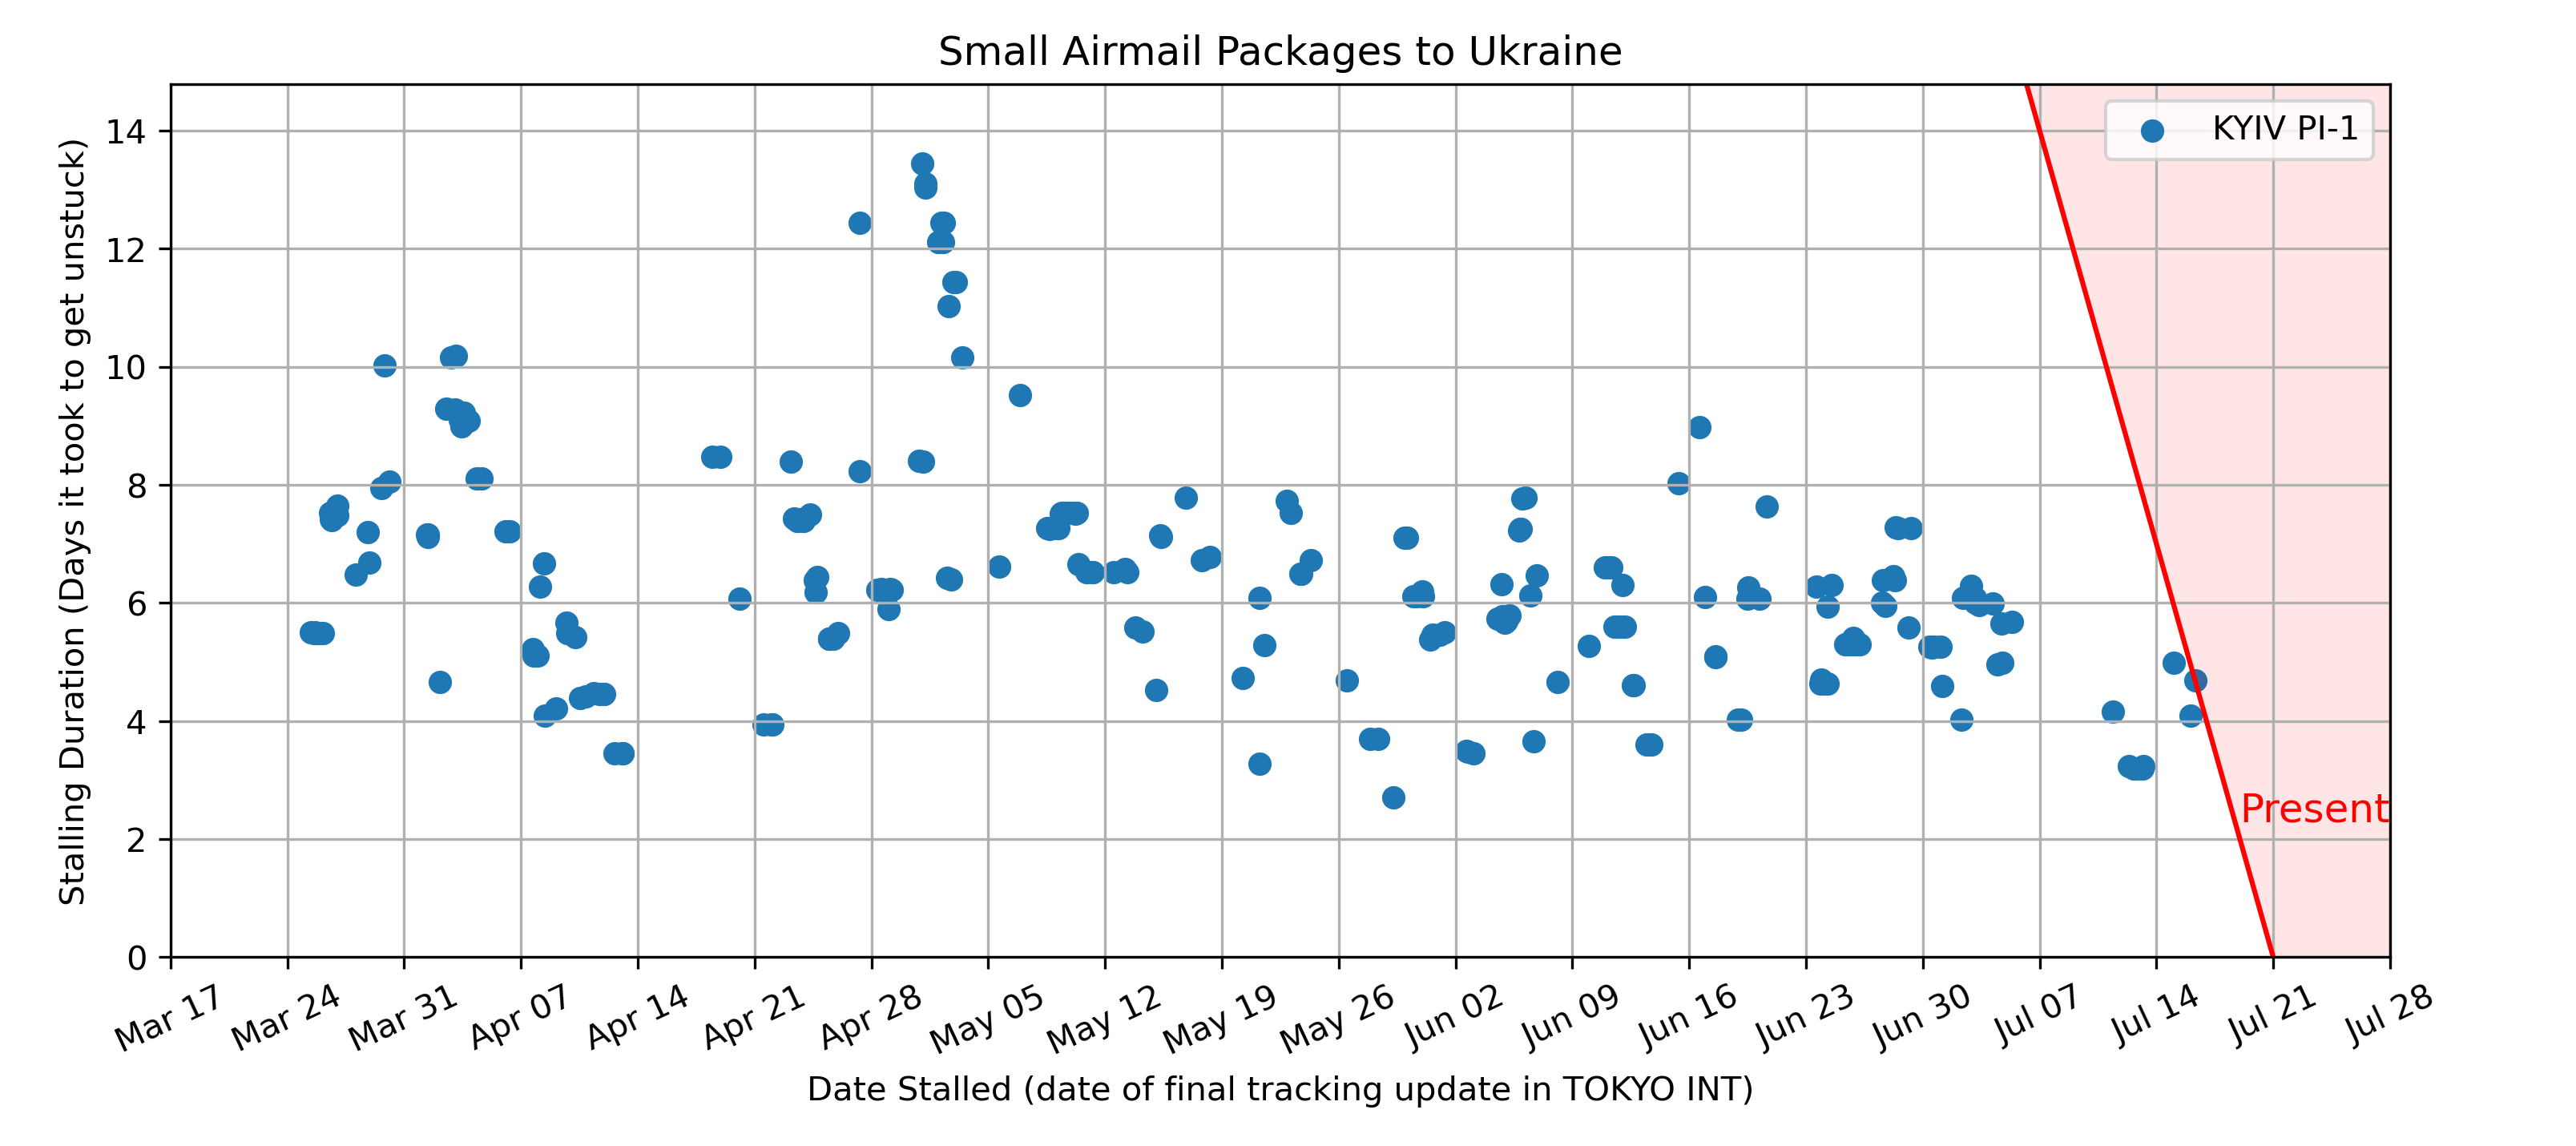 Small Airmail Packages to Ukraine
KYIV PI-1
Stalling Duration (Days it took to get unstuck)
14
12
10
8
6
4
2
0
Present
Mar 17
Mar 24
Mar 31
Apr 07
Apr 14
Apr 21
Apr 28
May 05
May 12
May 19
May 26
Jun 02
Jun 09
Jun 16
Jun 23
Jun 30
Jul 07
Jul 14
Jul 21
Jul 28
Date Stalled (date of final tracking update in TOKYO INT)